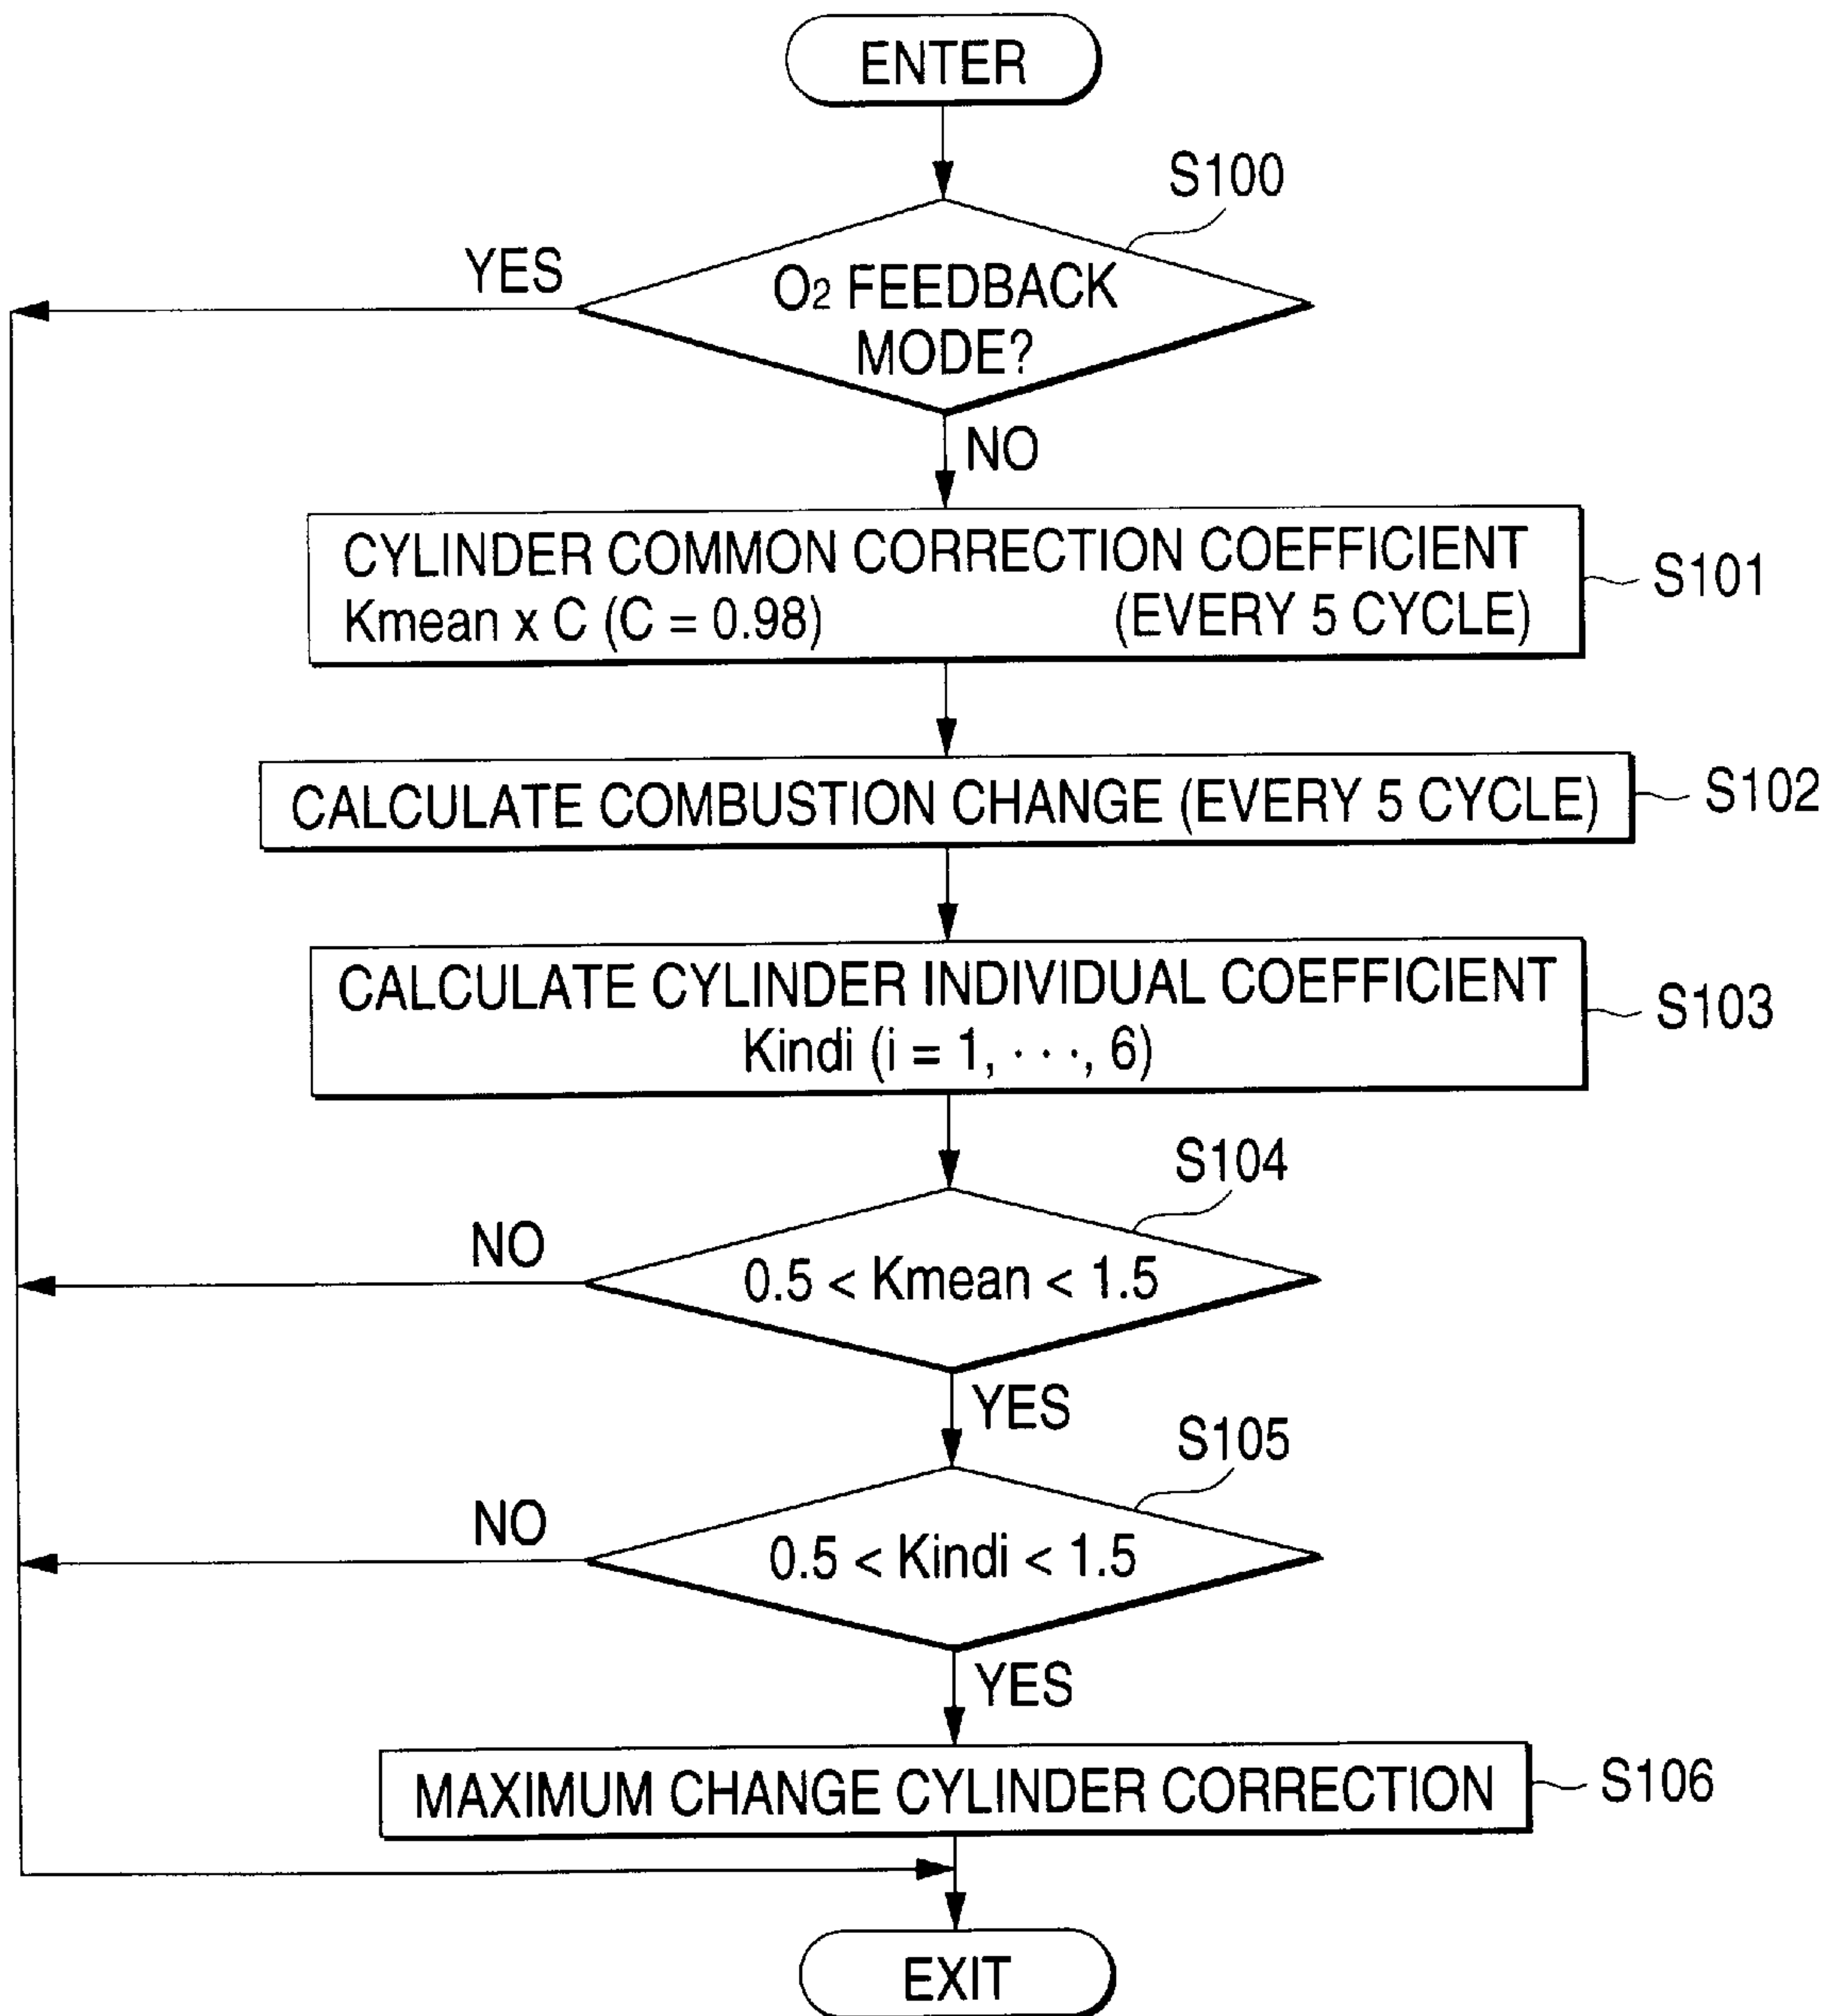 ENTER
S100
YES
O2 FEEDBACK
MODE?
NO
CYLINDER COMMON CORRECTION COEFFICIENT
Kmean x C (C = 0.98) (EVERY 5 CYCLE)
S101
CALCULATE COMBUSTION CHANGE (EVERY 5 CYCLE)
S102
CALCULATE CYLINDER INDIVIDUAL COEFFICIENT
Kindi (i = 1, · · ·, 6)
S103
S104
NO
0.5 < Kmean < 1.5
YES
S105
NO
0.5 < Kindi < 1.5
YES
MAXIMUM CHANGE CYLINDER CORRECTION
S106
EXIT